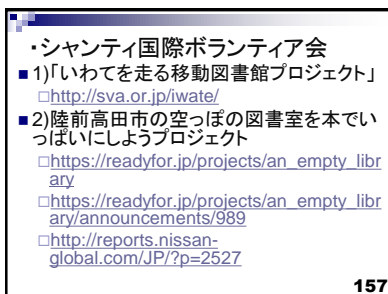 ・シャンティ国際ボランティア会
■1)｢いわてを走る移動図書館プロジェクト」
□http://sva.or.jp/iwate/
■2)陸前高田市の空っぽの図書室を本でい
っぱいにしようプロジェクト
□https://readyfor.jp/projects/an_empty_libr
ary
□https://readyfor.jp/projects/an_empty_libr
ary/announcements/989
□http://reports.nissan-
global.com/JP/?p=2527
157